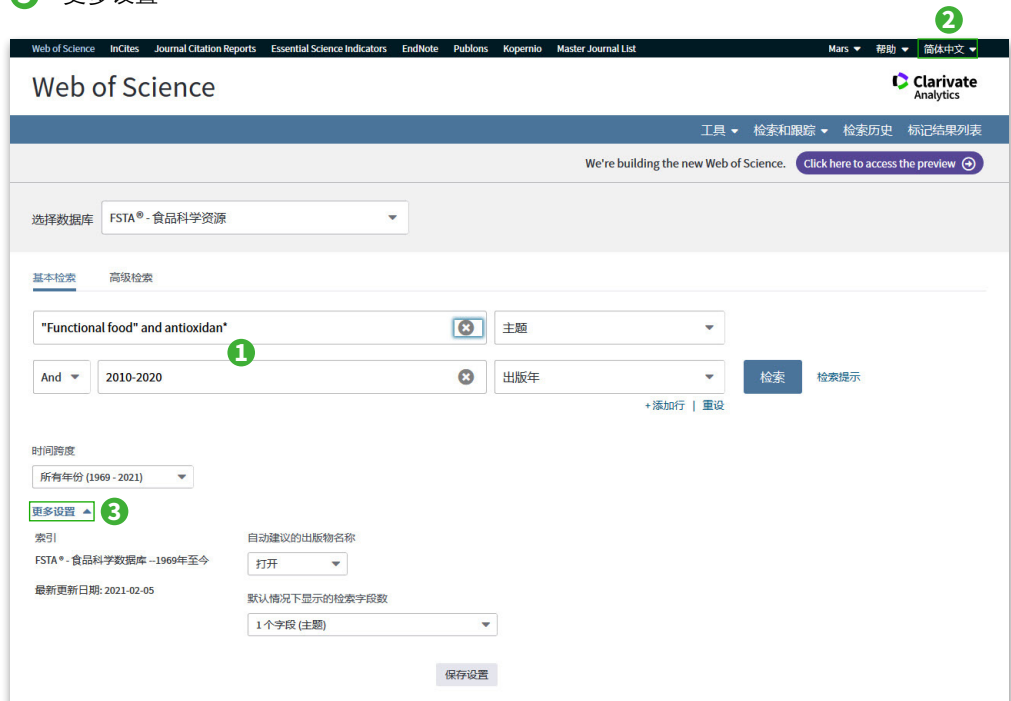 3 更多设置
2
Web of Science InCites Journal Citation Reports Essential Science Indicators EndNote Publons Kopernio Master Journal List Mars 帮助 简体中文
Web of Science
Clarivate
Analytics
工具 检索和跟踪 检索历史 标记结果列表
We're building the new Web of Science. Click here to access the preview
选择数据库 FSTA®-食品科学资源
基本检索 高级检索
"Functional food" and antioxidan* 主题
1
And 2010-2020 出版年 检索 检索提示
+添加行 | 重设
时间跨度
所有年份 (1969 - 2021)
更多设置 3
索引 自动建议的出版物名称
FSTA®-食品科学数据库 --1969年至今 打开
最新更新日期: 2021-02-05
默认情况下显示的检索字段数
1个字段 (主题)
保存设置